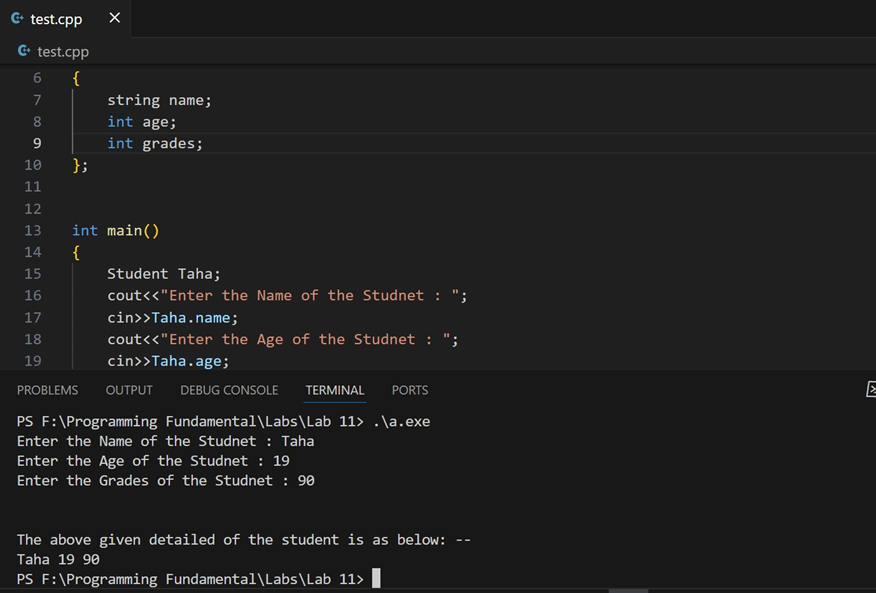 test.cpp
test.cpp
6 {
7 string name;
8 int age;
9 int grades;
10 };
11
12
13 int main()
14 {
15 Student Taha;
16 cout<<"Enter the Name of the Studnet : ";
17 cin>>Taha.name;
18 cout<<"Enter the Age of the Studnet : ";
19 cin>>Taha.age;
PROBLEMS OUTPUT DEBUG CONSOLE TERMINAL PORTS
PS F:\Programming Fundamental\Labs\Lab 11> .\a.exe
Enter the Name of the Studnet : Taha
Enter the Age of the Studnet : 19
Enter the Grades of the Studnet : 90
The above given detailed of the student is as below: --
Taha 19 90
PS F:\Programming Fundamental\Labs\Lab 11>